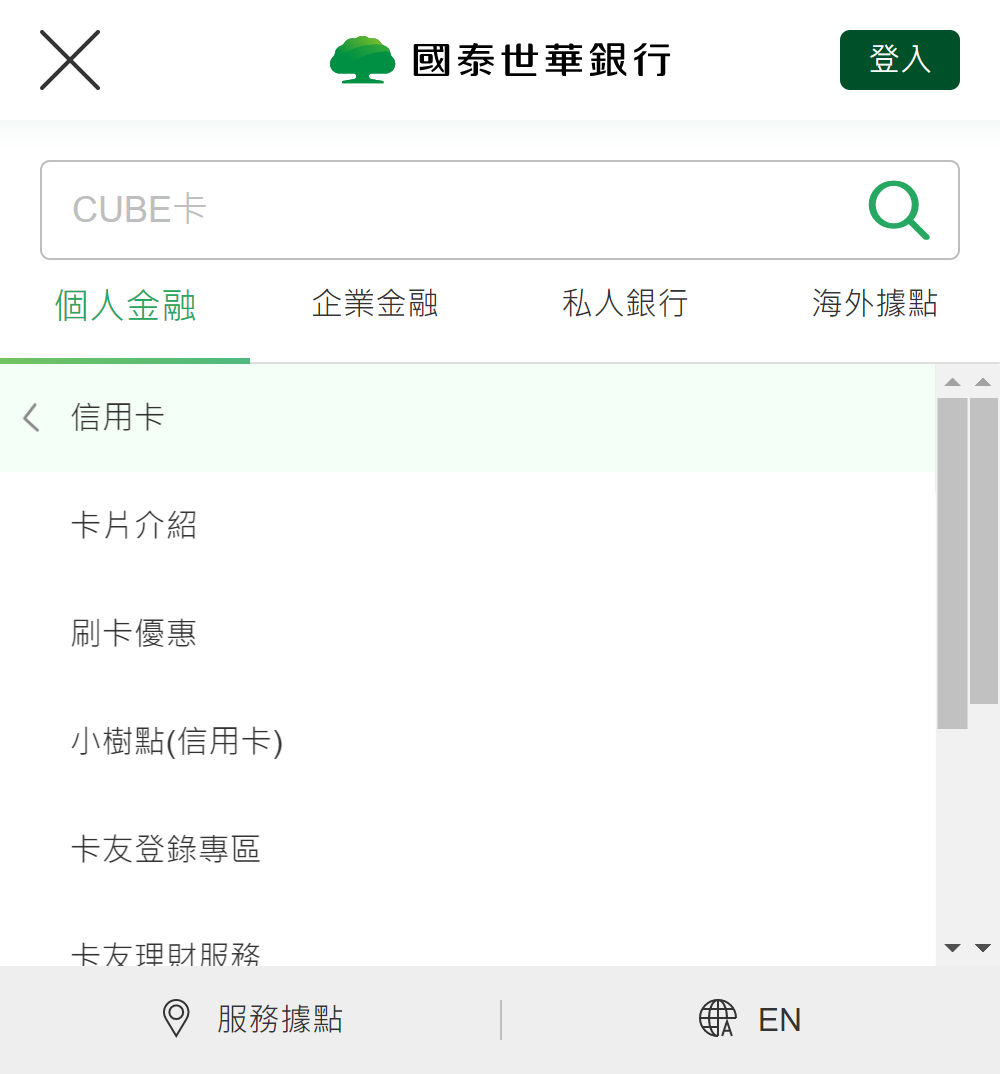 國泰世華銀行
登入
CUBE卡
個人金融 企業金融 私人銀行 海外據點
信用卡
卡片介紹
刷卡優惠
小樹點(信用卡)
卡友登錄專區
卡友理財服務
服務據點 EN